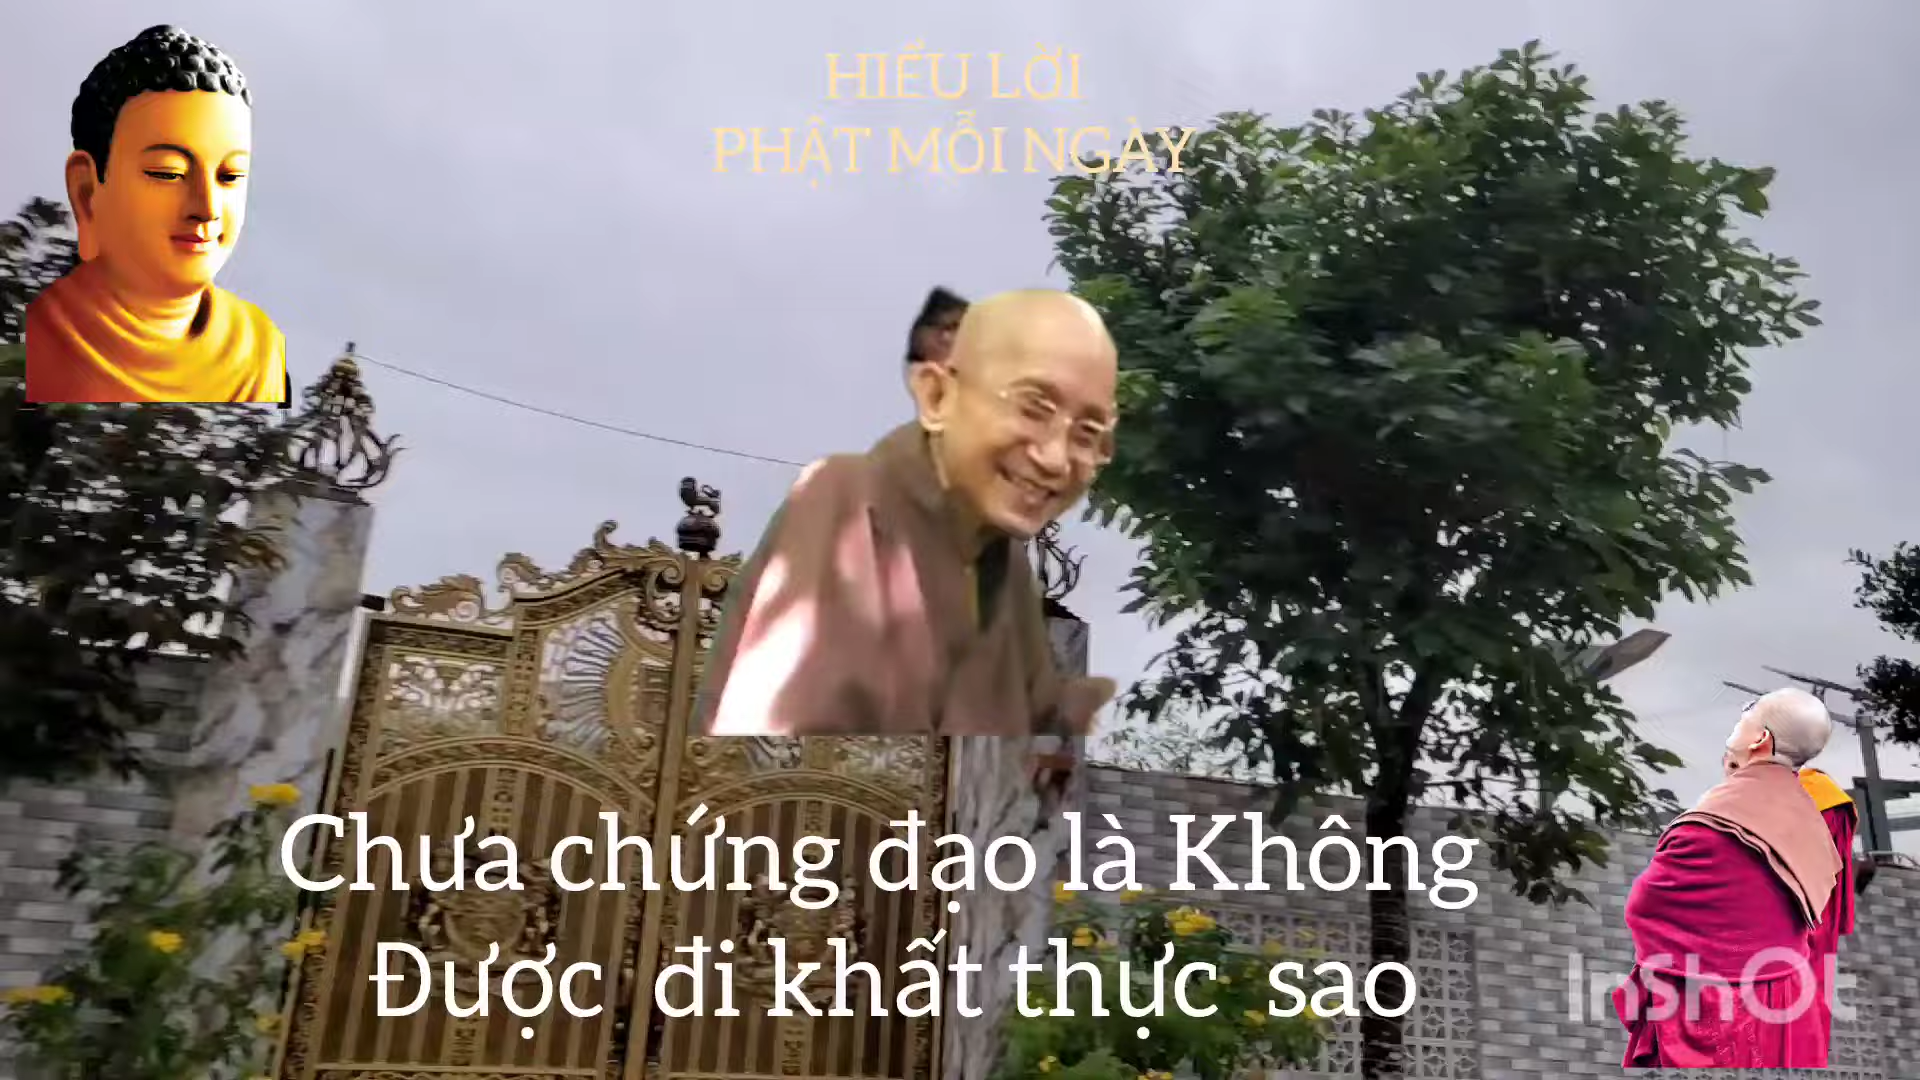 HIỂU LỜI
PHẬT MỖI NGÀY
Chưa chứng đạo là Không
Được đi khất thực sao
InShOt